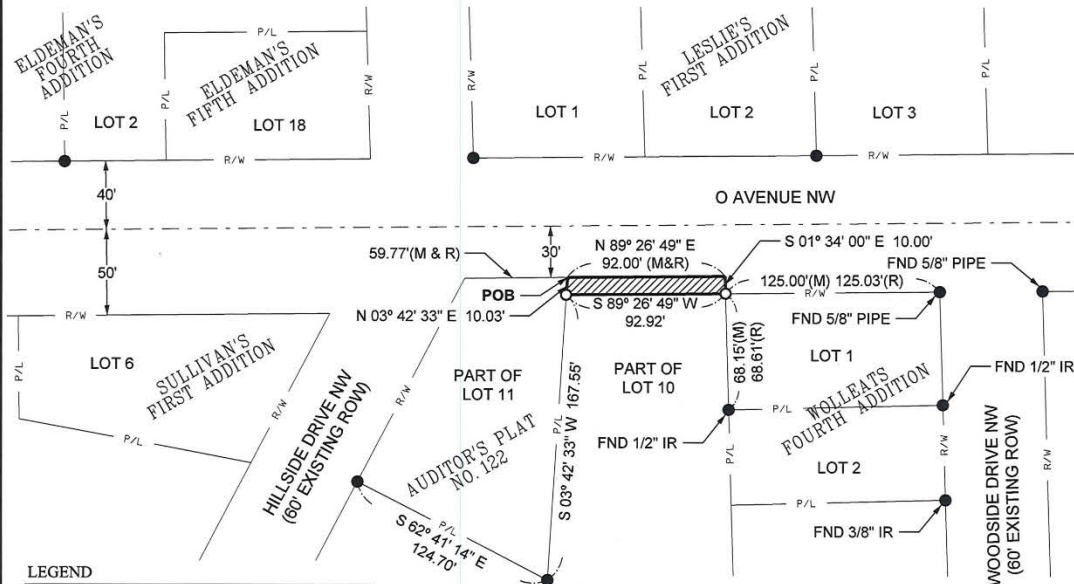 ELDEMAN'S
FOURTH
ADDITION
P/L
LOT 2
P/L
P/L
ELDEMAN'S
FIFTH ADDITION
LOT 18
R/W
R/W
R/W
LOT 1
P/L
LESLIE'S
FIRST ADDITION
LOT 2
P/L
LOT 3
P/L
R/W
R/W
40'
O AVENUE NW
50'
30'
59.77'(M & R)
N 89° 26' 49" E
92.00' (M&R)
S 01° 34' 00" E 10.00'
FND 5/8" PIPE
125.00'(M) 125.03'(R)
R/W
POB
S 89° 26' 49" W
92.92'
N 03° 42' 33" E 10.03'
FND 5/8" PIPE
R/W
P/L
LOT 6
SULLIVAN'S
FIRST ADDITION
P/L
R/W
HILLSIDE DRIVE NW
(60' EXISTING ROW)
R/W
PART OF
LOT 11
AUDITOR'S PLAT
NO. 122
P/L
S 03° 42' 33" W 167.55'
PART OF
LOT 10
68.15'(M)
68.61'(R)
LOT 1
FND 1/2" IR
P/L
WOLLEATS
FOURTH ADDITION
FND 1/2" IR
P/L
LOT 2
R/W
R/W
P/L
FND 3/8" IR
WOODSIDE DRIVE NW
(60' EXISTING ROW)
P/L
S 62° 41' 14" E
124.70'
LEGEND